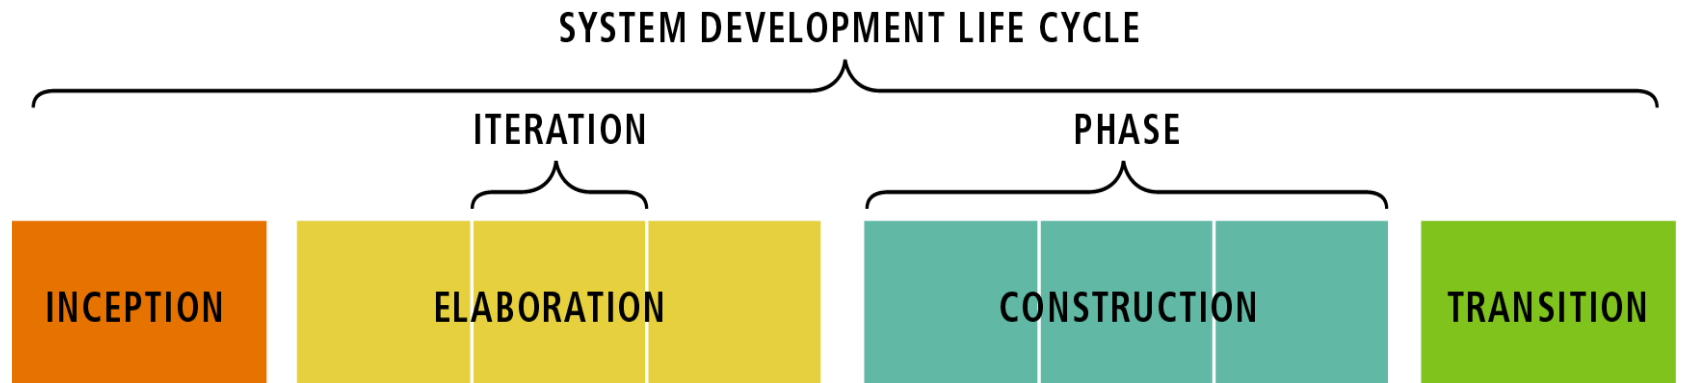 SYSTEM DEVELOPMENT LIFE CYCLE
ITERATION
PHASE
INCEPTION
ELABORATION
CONSTRUCTION
TRANSITION